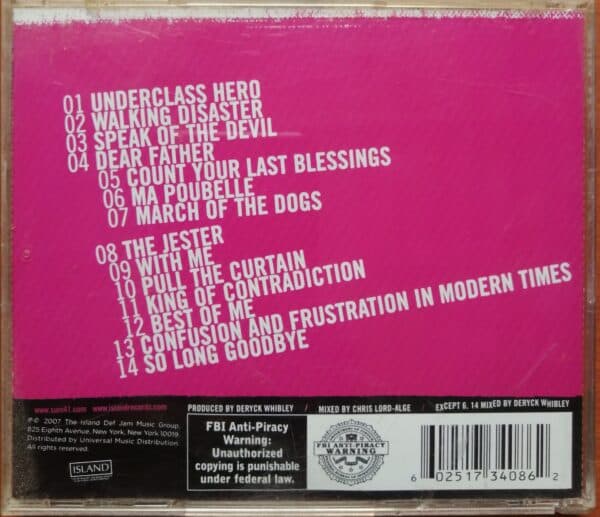 01 UNDERCLASS HERO
02 WALKING DISASTER
03 SPEAK OF THE DEVIL
04 DEAR FATHER
05 COUNT YOUR LAST BLESSINGS
06 MA POUBELLE
07 MARCH OF THE DOGS
08 THE JESTER
09 WITH ME
10 PULL THE CURTAIN
11 KING OF CONTRADICTION
12 BEST OF ME
13 CONFUSION AND FRUSTRATION IN MODERN TIMES
14 SO LONG GOODBYE
www.sum41.com www.islandrecords.com
PRODUCED BY DERYCK WHIBLEY / MIXED BY CHRIS LORD-ALGE / EXCEPT 6, 14 MIXED BY DERYCK WHIBLEY
℗© 2007 The Island Def Jam Music Group,
825 Eighth Avenue, New York, New York 10019.
Distributed by Universal Music Distribution.
All rights reserved.
ISLAND
FBI Anti-Piracy
Warning:
Unauthorized
copying is punishable
under federal law.
FBI ANTI-PIRACY
WARNING
6 02517 34086 2